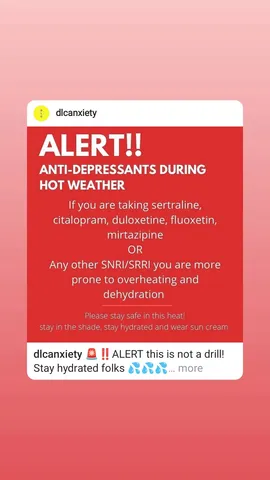 dlcanxiety
ALERT!!
ANTI-DEPRESSANTS DURING
HOT WEATHER
If you are taking sertraline,
citalopram, duloxetine, fluoxetin,
mirtazipine
OR
Any other SNRI/SRRI you are more
prone to overheating and
dehydration
Please stay safe in this heat!
stay in the shade, stay hydrated and wear sun cream
dlcanxiety 🚨‼️ALERT this is not a drill!
Stay hydrated folks 💦💦💦... more